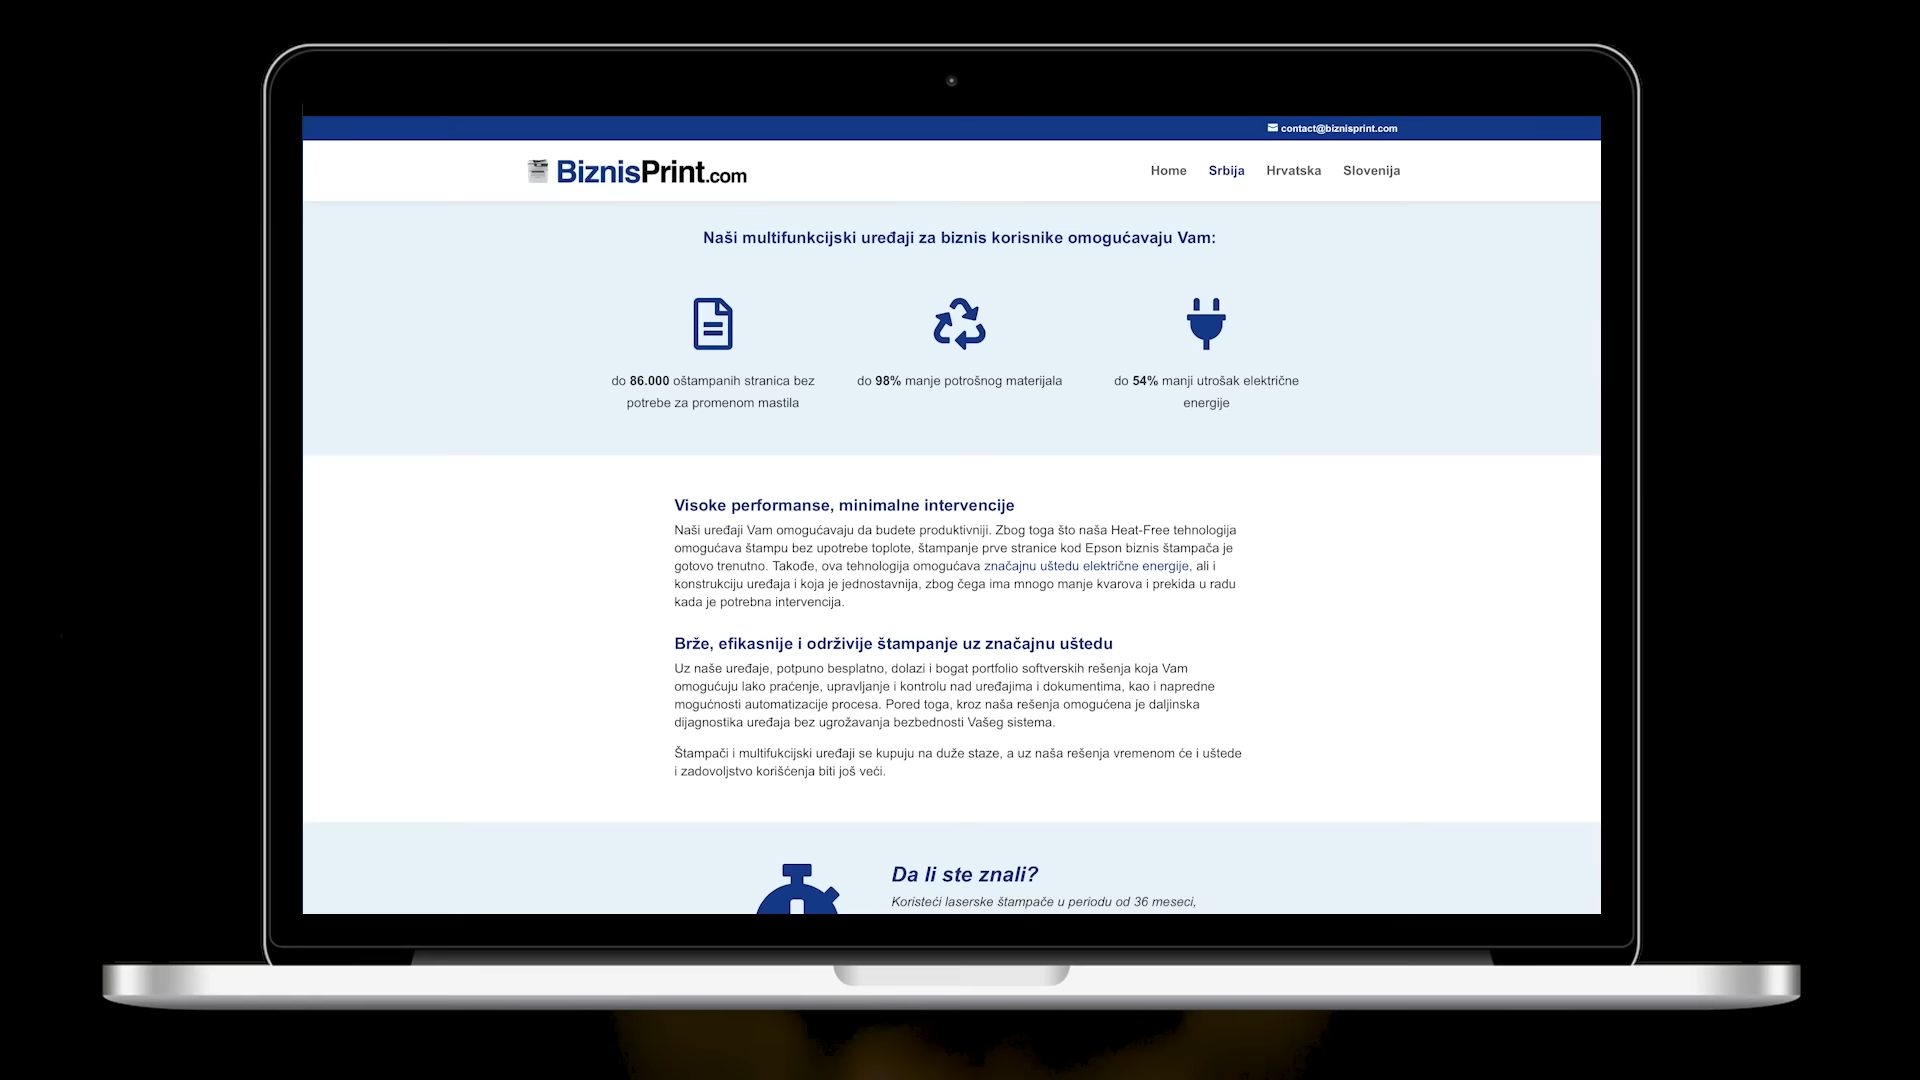 contact@biznisprint.com
BiznisPrint.com
Home Srbija Hrvatska Slovenija
Naši multifunkcijski uređaji za biznis korisnike omogućavaju Vam:
do 86.000 oštampanih stranica bez
potrebe za promenom mastila
do 98% manje potrošnog materijala
do 54% manji utrošak električne
energije
Visoke performanse, minimalne intervencije
Naši uređaji Vam omogućavaju da budete produktivniji. Zbog toga što naša Heat-Free tehnologija
omogućava štampu bez upotrebe toplote, štampanje prve stranice kod Epson biznis štampača je
gotovo trenutno. Takođe, ova tehnologija omogućava značajnu uštedu električne energije, ali i
konstrukciju uređaja i koja je jednostavnija, zbog čega ima mnogo manje kvarova i prekida u radu
kada je potrebna intervencija.
Brže, efikasnije i održivije štampanje uz značajnu uštedu
Uz naše uređaje, potpuno besplatno, dolazi i bogat portfolio softverskih rešenja koja Vam
omogućuju lako praćenje, upravljanje i kontrolu nad uređajima i dokumentima, kao i napredne
mogućnosti automatizacije procesa. Pored toga, kroz naša rešenja omogućena je daljinska
dijagnostika uređaja bez ugrožavanja bezbednosti Vašeg sistema.
Štampači i multifukcijski uređaji se kupuju na duže staze, a uz naša rešenja vremenom će i uštede
i zadovoljstvo korišćenja biti još veći.
Da li ste znali?
Koristeći laserske štampače u periodu od 36 meseci,